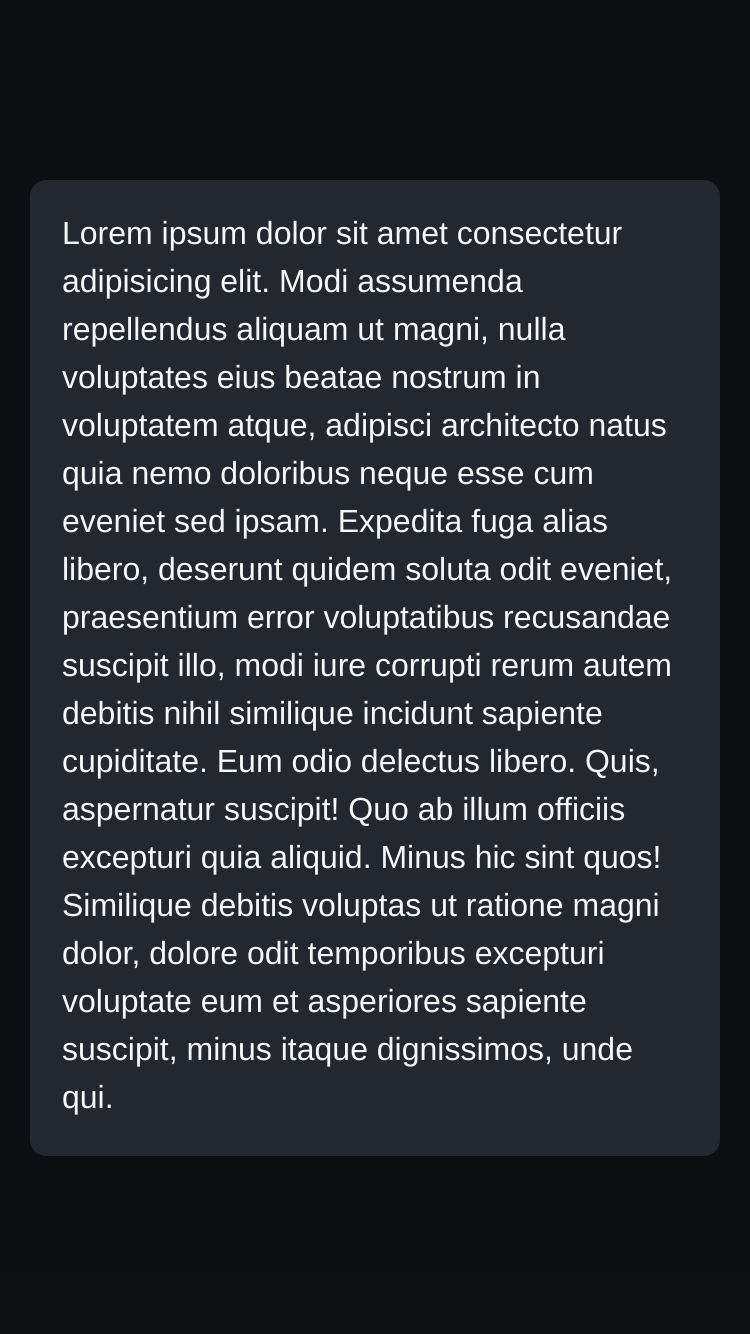 Lorem ipsum dolor sit amet consectetur
adipisicing elit. Modi assumenda
repellendus aliquam ut magni, nulla
voluptates eius beatae nostrum in
voluptatem atque, adipisci architecto natus
quia nemo doloribus neque esse cum
eveniet sed ipsam. Expedita fuga alias
libero, deserunt quidem soluta odit eveniet,
praesentium error voluptatibus recusandae
suscipit illo, modi iure corrupti rerum autem
debitis nihil similique incidunt sapiente
cupiditate. Eum odio delectus libero. Quis,
aspernatur suscipit! Quo ab illum officiis
excepturi quia aliquid. Minus hic sint quos!
Similique debitis voluptas ut ratione magni
dolor, dolore odit temporibus excepturi
voluptate eum et asperiores sapiente
suscipit, minus itaque dignissimos, unde
qui.